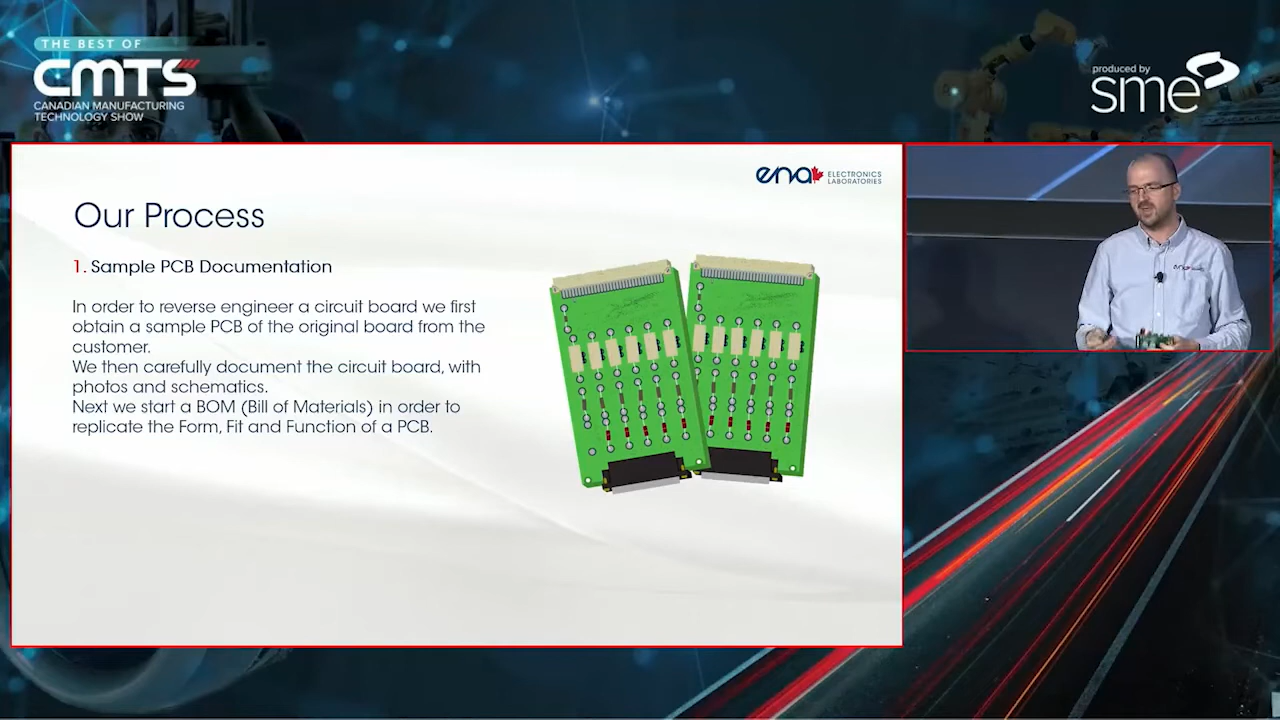 THE BEST OF
CMTS
CANADIAN MANUFACTURING
TECHNOLOGY SHOW
produced by
sme
ena ELECTRONICS
LABORATORIES
Our Process
1. Sample PCB Documentation
In order to reverse engineer a circuit board we first
obtain a sample PCB of the original board from the
customer.
We then carefully document the circuit board, with
photos and schematics.
Next we start a BOM (Bill of Materials) in order to
replicate the Form, Fit and Function of a PCB.
ena